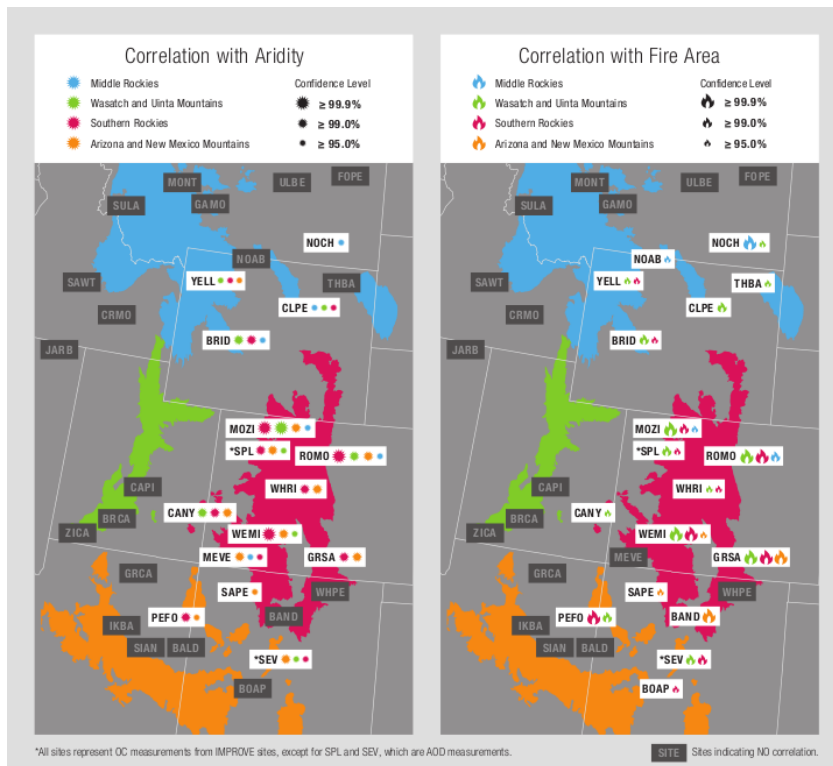 Correlation with Aridity
Middle Rockies
Wasatch and Uinta Mountains
Southern Rockies
Arizona and New Mexico Mountains
Confidence Level
≥ 99.9%
≥ 99.0%
≥ 95.0%
MONT
ULBE
FOPE
SULA
GAMO
NOCH
NOAB
SAWT
YELL
THBA
CLPE
CRMO
BRID
JARB
MOZI
*SPL
ROMO
CAPI
WHRI
CANY
BRCA
ZICA
WEMI
MEVE
GRSA
GRCA
SAPE
WHPE
PEFO
BAND
IKBA
SIAN
BALD
*SEV
BOAP
Correlation with Fire Area
Middle Rockies
Wasatch and Uinta Mountains
Southern Rockies
Arizona and New Mexico Mountains
Confidence Level
≥ 99.9%
≥ 99.0%
≥ 95.0%
MONT
ULBE
FOPE
SULA
GAMO
NOCH
NOAB
SAWT
YELL
THBA
CLPE
CRMO
BRID
JARB
MOZI
*SPL
ROMO
CAPI
WHRI
CANY
BRCA
ZICA
WEMI
MEVE
GRSA
GRCA
SAPE
WHPE
PEFO
BAND
IKBA
SIAN
BALD
*SEV
BOAP
*All sites represent OC measurements from IMPROVE sites, except for SPL and SEV, which are AOD measurements.
SITE Sites indicating NO correlation.